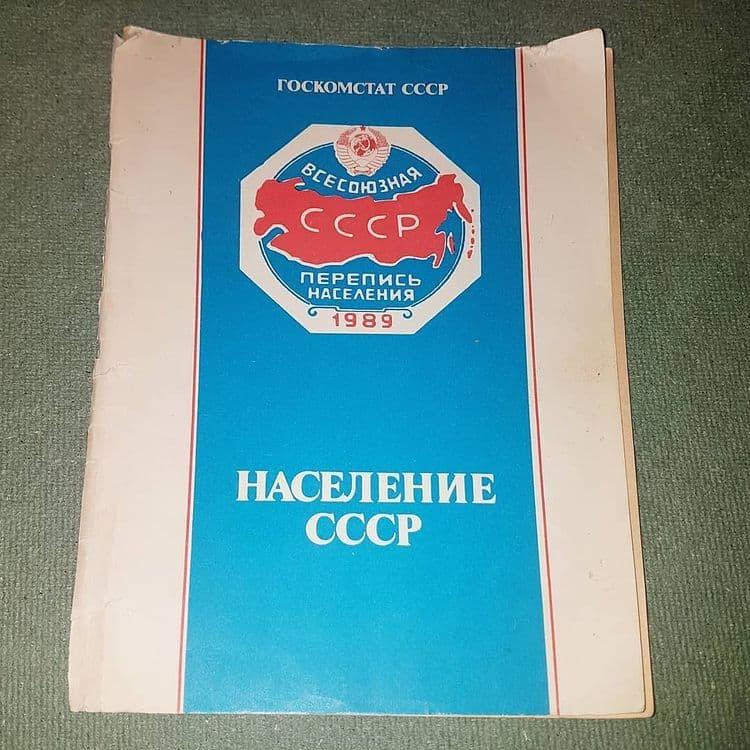 ГОСКОМСТАТ СССР
ВСЕСОЮЗНАЯ
СССР
ПЕРЕПИСЬ
НАСЕЛЕНИЯ
1989
НАСЕЛЕНИЕ
СССР